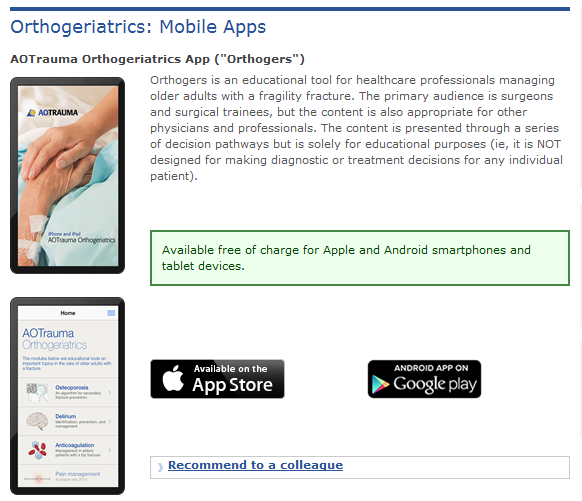 Orthogeriatrics: Mobile Apps
AOTrauma Orthogeriatrics App ("Orthogers")
AOTRAUMA
iPhone and iPad
AOTrauma Orthogeriatrics
Orthogers is an educational tool for healthcare professionals managing
older adults with a fragility fracture. The primary audience is surgeons
and surgical trainees, but the content is also appropriate for other
physicians and professionals. The content is presented through a series
of decision pathways but is solely for educational purposes (ie, it is NOT
designed for making diagnostic or treatment decisions for any individual
patient).
Available free of charge for Apple and Android smartphones and
tablet devices.
Home
AOTrauma
Orthogeriatrics
The modules below are educational tools on
important topics in the care of older adults with
a fracture.
Osteoporosis
An algorithm for secondary
fracture prevention
Delirium
Identification, prevention, and
management
Anticoagulation
Management in elderly
patients with a hip fracture
Pain management
Available on the
App Store
ANDROID APP ON
Google play
Recommend to a colleague